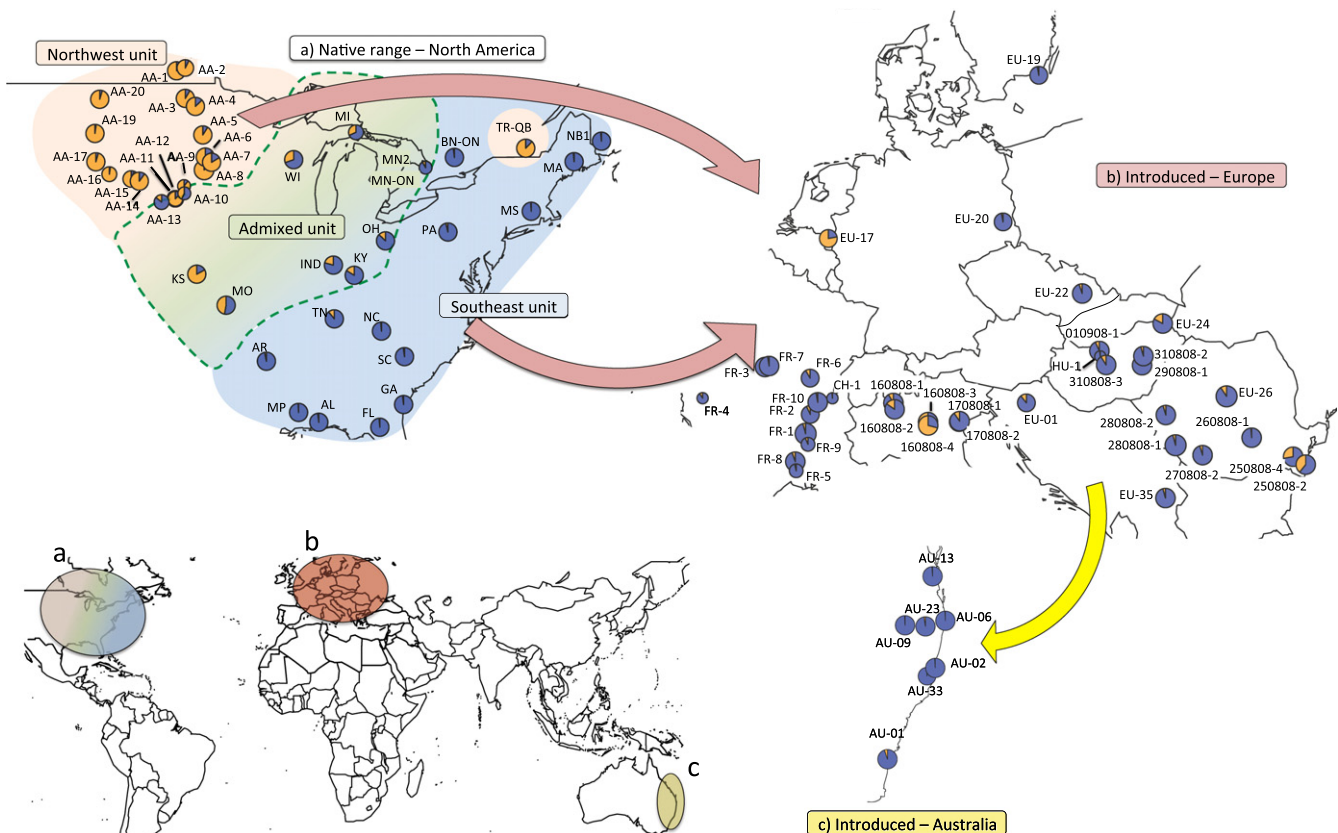 a) Native range – North America
Northwest unit
AA-1
AA-2
AA-20
AA-3
AA-4
AA-19
AA-5
AA-6
AA-12
AA-11
AA-9
AA-17
AA-7
AA-16
AA-8
AA-15
AA-14
AA-10
AA-13
MI
WI
MN2
MN-ON
BN-ON
TR-QB
NB1
MA
MS
PA
Admixed unit
OH
IND
KY
KS
MO
Southeast unit
TN
NC
AR
SC
GA
MP
AL
FL
b) Introduced – Europe
EU-19
EU-17
EU-20
EU-22
EU-24
010908-1
HU-1
310808-3
310808-2
290808-1
FR-7
FR-3
FR-6
FR-4
CH-1
FR-10
FR-2
FR-1
FR-9
FR-8
FR-5
160808-1
160808-2
160808-3
160808-4
170808-1
170808-2
EU-01
EU-26
280808-2
260808-1
280808-1
270808-2
250808-4
250808-2
EU-35
a
b
c
AU-13
AU-23
AU-06
AU-09
AU-02
AU-33
AU-01
c) Introduced – Australia